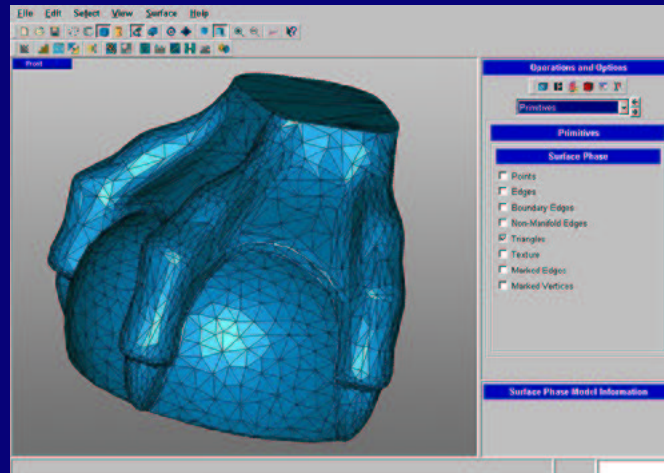 File Edit Select View Surface Help
Front
Operations and Options
Primitives
Primitives
Surface Phase
Points
Edges
Boundary Edges
Non-Manifold Edges
Triangles
Texture
Marked Edges
Marked Vertices
Surface Phase Model Information